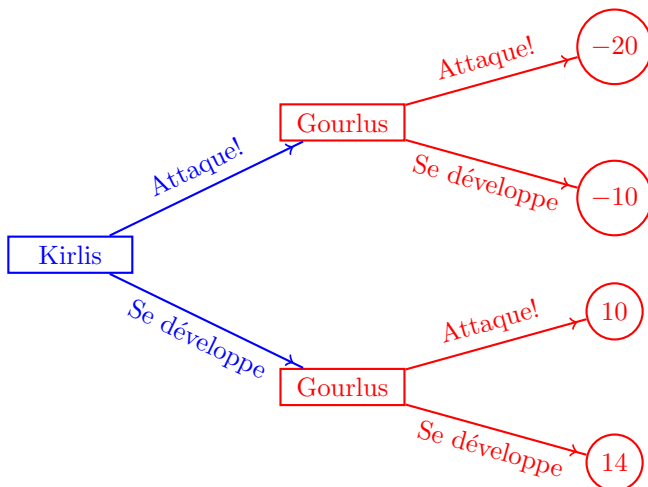 Attaque!
−20
Gourlus
Attaque!
Se développe
−10
Kirlis
Se développe
Attaque!
10
Gourlus
Se développe
14